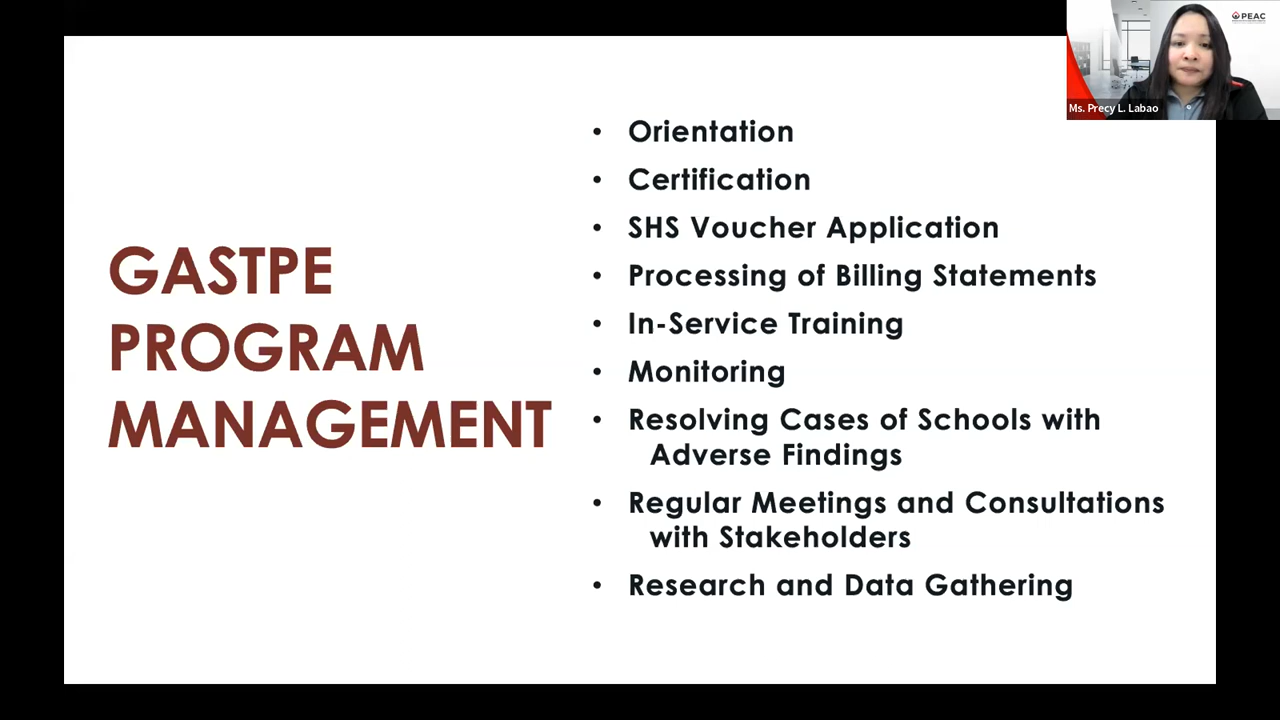 PEAC
Ms. Precy L. Labao
GASTPE
PROGRAM
MANAGEMENT
• Orientation
• Certification
• SHS Voucher Application
• Processing of Billing Statements
• In-Service Training
• Monitoring
• Resolving Cases of Schools with
Adverse Findings
• Regular Meetings and Consultations
with Stakeholders
• Research and Data Gathering